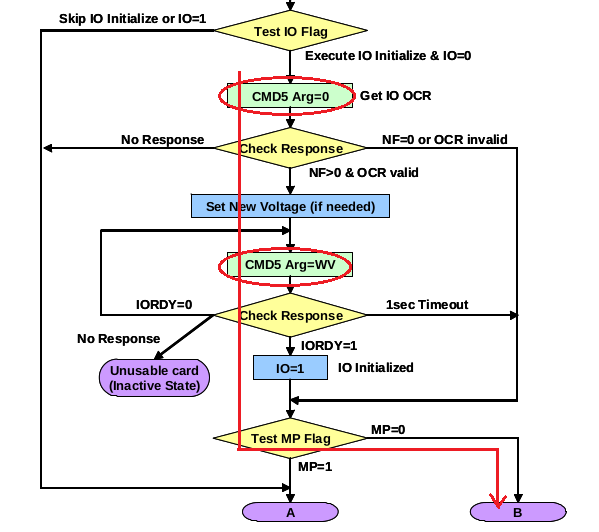 Skip IO Initialize or IO=1
Test IO Flag
Execute IO Initialize & IO=0
CMD5 Arg=0
Get IO OCR
No Response
NF=0 or OCR invalid
Check Response
NF>0 & OCR valid
Set New Voltage (if needed)
CMD5 Arg=WV
IORDY=0
1sec Timeout
Check Response
No Response
IORDY=1
Unusable card
(Inactive State)
IO=1
IO Initialized
MP=0
Test MP Flag
MP=1
A
B